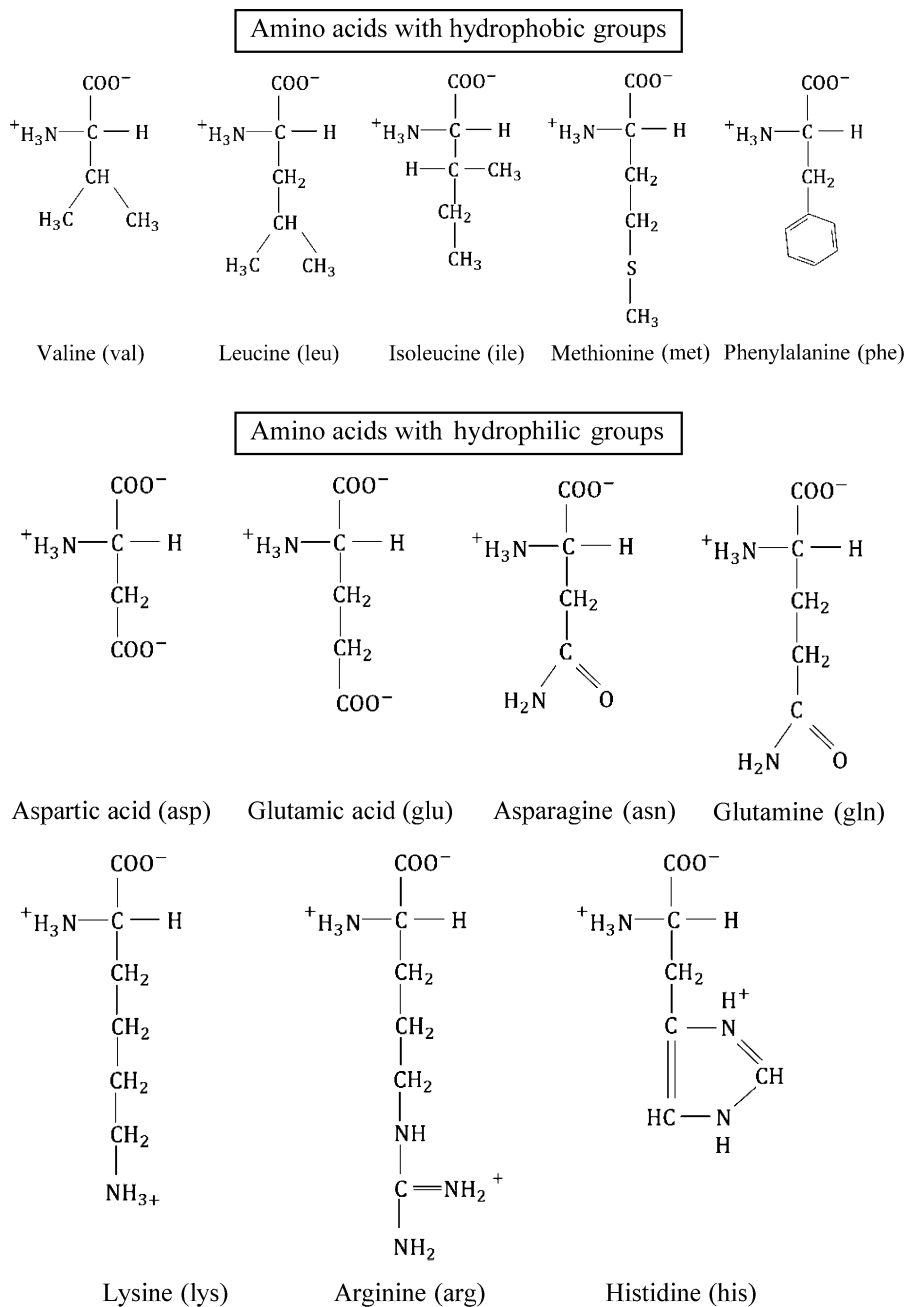 Amino acids with hydrophobic groups
COO⁻ COO⁻ COO⁻ COO⁻ COO⁻
⁺H₃N C H ⁺H₃N C H ⁺H₃N C H ⁺H₃N C H ⁺H₃N C H
CH CH₂ H C CH₃ CH₂ CH₂
H₃C CH₃ CH CH₂ CH₂
H₃C CH₃ CH₃ S
CH₃
Valine (val) Leucine (leu) Isoleucine (ile) Methionine (met) Phenylalanine (phe)
Amino acids with hydrophilic groups
COO⁻ COO⁻ COO⁻ COO⁻
⁺H₃N C H ⁺H₃N C H ⁺H₃N C H ⁺H₃N C H
CH₂ CH₂ CH₂ CH₂
COO⁻ CH₂ C CH₂
COO⁻ H₂N O C
H₂N O
Aspartic acid (asp) Glutamic acid (glu) Asparagine (asn) Glutamine (gln)
COO⁻ COO⁻ COO⁻
⁺H₃N C H ⁺H₃N C H ⁺H₃N C H
CH₂ CH₂ CH₂
H⁺
CH₂ CH₂ C N
CH₂ CH₂ CH
CH₂ NH HC N
H
NH₃₊ C NH₂ ⁺
NH₂
Lysine (lys) Arginine (arg) Histidine (his)